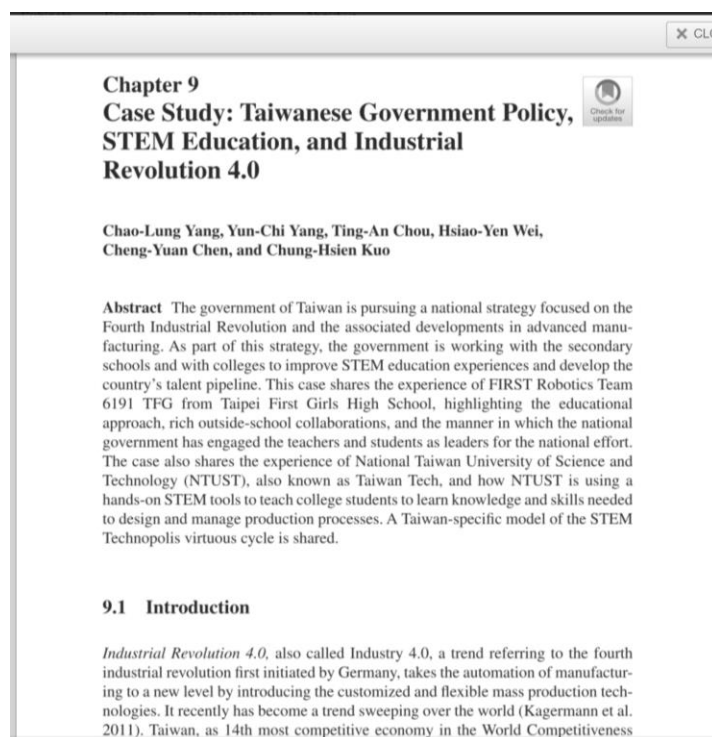 CLO
Chapter 9
Case Study: Taiwanese Government Policy,
STEM Education, and Industrial
Revolution 4.0
Check for
updates
Chao-Lung Yang, Yun-Chi Yang, Ting-An Chou, Hsiao-Yen Wei,
Cheng-Yuan Chen, and Chung-Hsien Kuo
Abstract The government of Taiwan is pursuing a national strategy focused on the
Fourth Industrial Revolution and the associated developments in advanced manu-
facturing. As part of this strategy, the government is working with the secondary
schools and with colleges to improve STEM education experiences and develop the
country's talent pipeline. This case shares the experience of FIRST Robotics Team
6191 TFG from Taipei First Girls High School, highlighting the educational
approach, rich outside-school collaborations, and the manner in which the national
government has engaged the teachers and students as leaders for the national effort.
The case also shares the experience of National Taiwan University of Science and
Technology (NTUST), also known as Taiwan Tech, and how NTUST is using a
hands-on STEM tools to teach college students to learn knowledge and skills needed
to design and manage production processes. A Taiwan-specific model of the STEM
Technopolis virtuous cycle is shared.
9.1 Introduction
Industrial Revolution 4.0, also called Industry 4.0, a trend referring to the fourth
industrial revolution first initiated by Germany, takes the automation of manufactur-
ing to a new level by introducing the customized and flexible mass production tech-
nologies. It recently has become a trend sweeping over the world (Kagermann et al.
2011). Taiwan, as 14th most competitive economy in the World Competitiveness